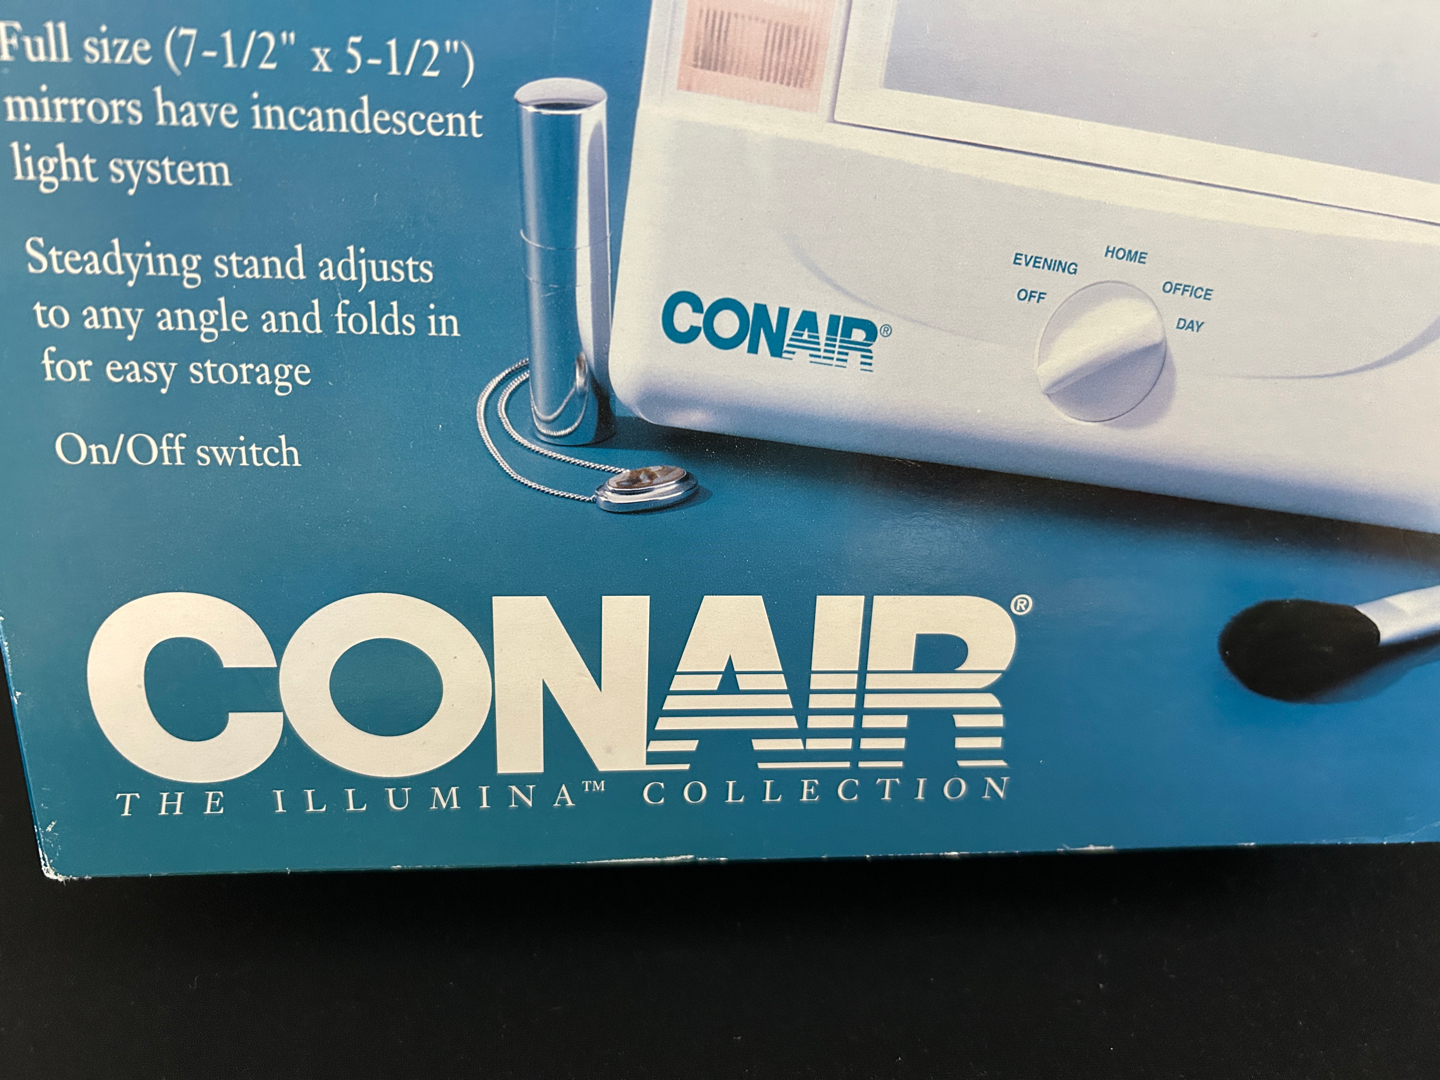 Full size (7-1/2" x 5-1/2")
mirrors have incandescent
light system
Steadying stand adjusts
to any angle and folds in
for easy storage
On/Off switch
CONAIR®
OFF
EVENING
HOME
OFFICE
DAY
CONAIR®
THE ILLUMINA™ COLLECTION